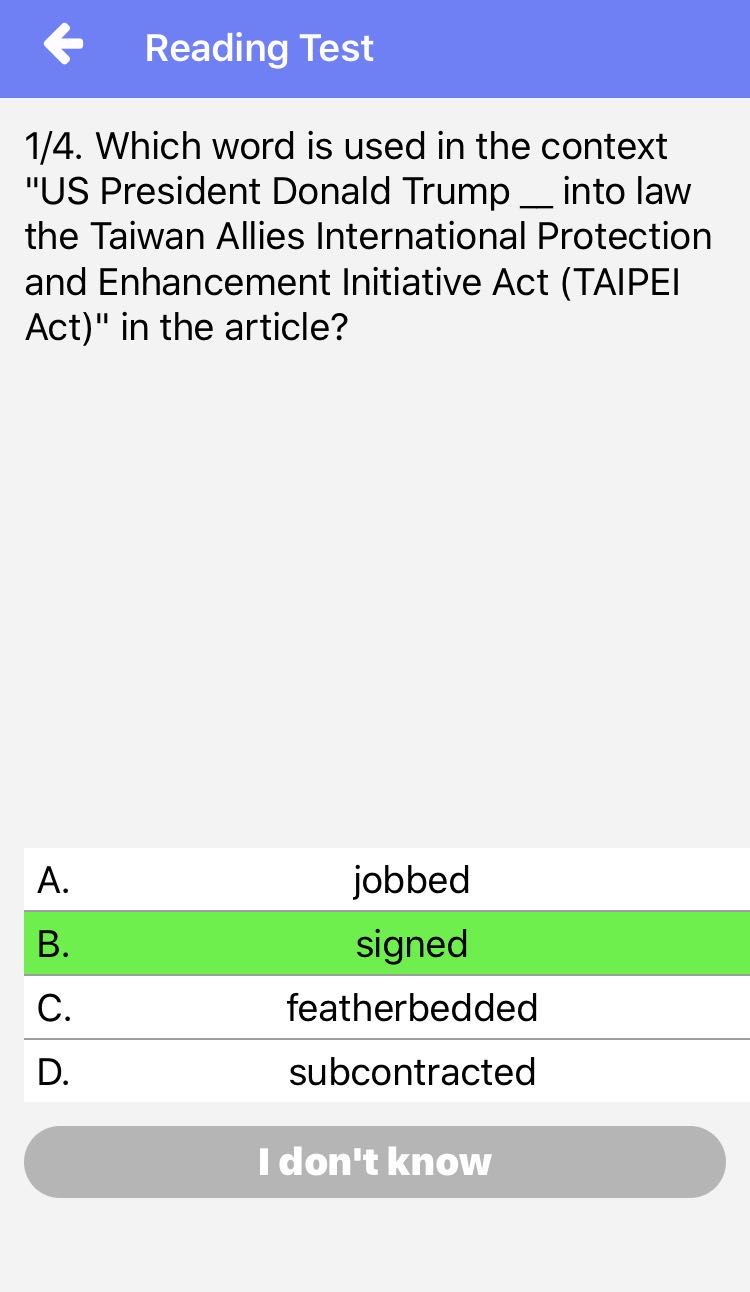 Reading Test
1/4. Which word is used in the context
"US President Donald Trump __ into law
the Taiwan Allies International Protection
and Enhancement Initiative Act (TAIPEI
Act)" in the article?
A. jobbed
B. signed
C. featherbedded
D. subcontracted
I don't know